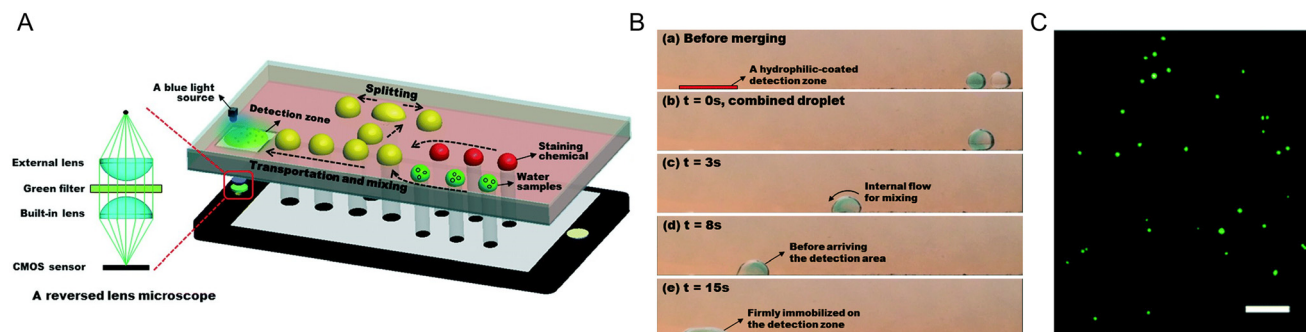 A
A blue light
source
Detection zone
Splitting
External lens
Green filter
Built-in lens
CMOS sensor
A reversed lens microscope
Transportation and mixing
Staining
chemical
Water
samples
B
(a) Before merging
A hydrophilic-coated
detection zone
(b) t = 0s, combined droplet
(c) t = 3s
Internal flow
for mixing
(d) t = 8s
Before arriving
the detection area
(e) t = 15s
Firmly immobilized on
the detection zone
C